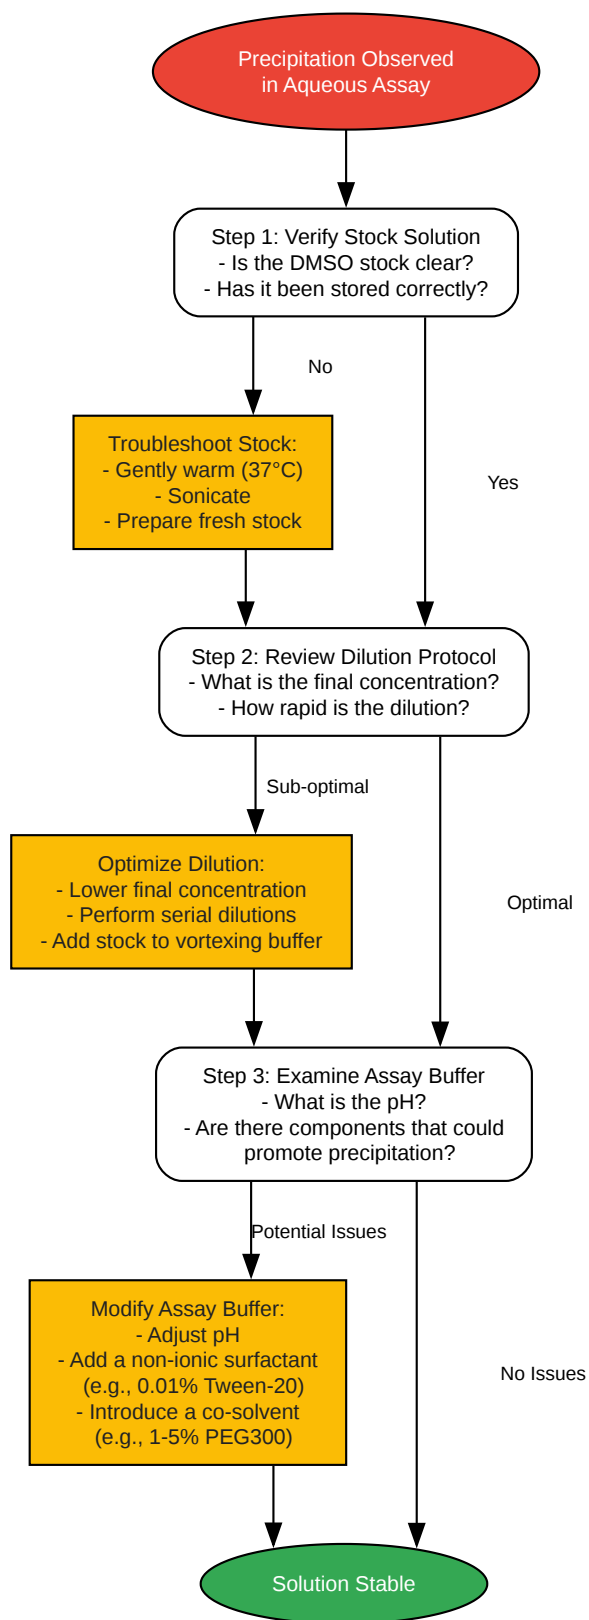 Precipitation Observed
in Aqueous Assay
Step 1: Verify Stock Solution
- Is the DMSO stock clear?
- Has it been stored correctly?
No
Yes
Troubleshoot Stock:
- Gently warm (37°C)
- Sonicate
- Prepare fresh stock
Step 2: Review Dilution Protocol
- What is the final concentration?
- How rapid is the dilution?
Sub-optimal
Optimal
Optimize Dilution:
- Lower final concentration
- Perform serial dilutions
- Add stock to vortexing buffer
Step 3: Examine Assay Buffer
- What is the pH?
- Are there components that could
promote precipitation?
Potential Issues
No Issues
Modify Assay Buffer:
- Adjust pH
- Add a non-ionic surfactant
(e.g., 0.01% Tween-20)
- Introduce a co-solvent
(e.g., 1-5% PEG300)
Solution Stable